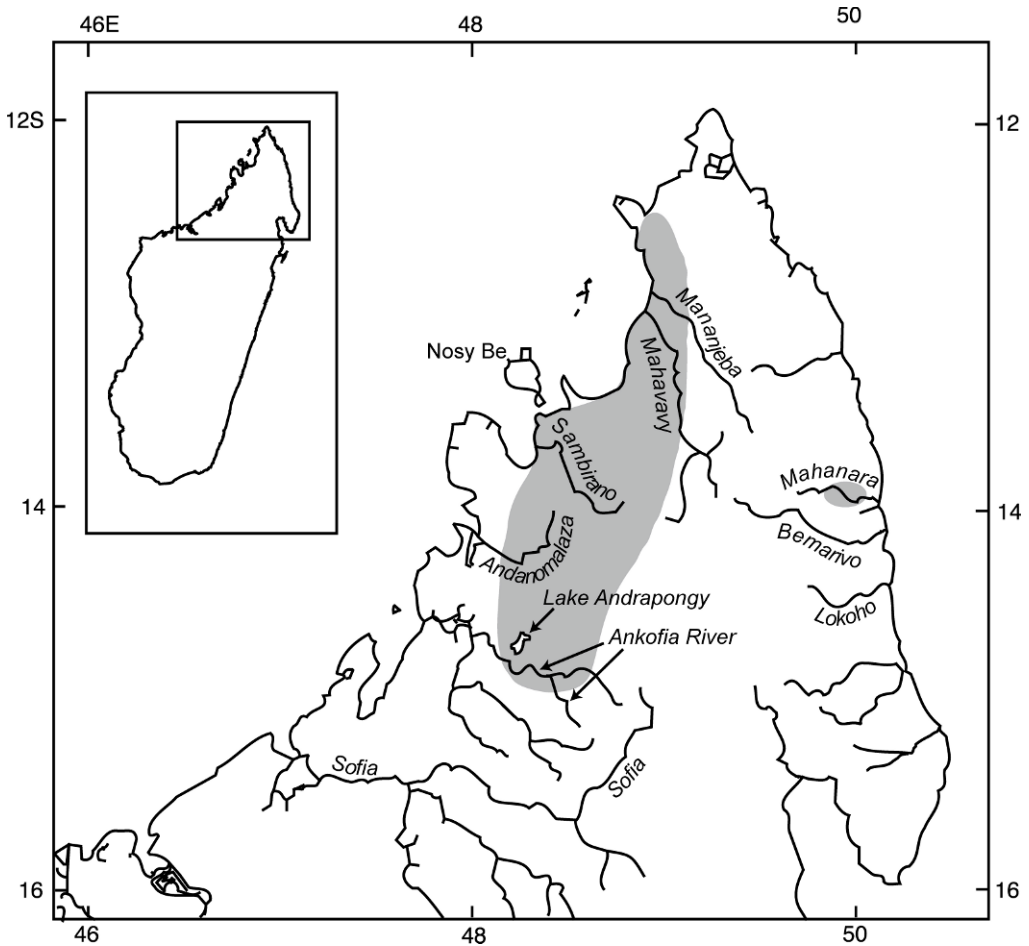 46E
48
50
12S
12
Mananjeba
Nosy Be
Mahavavy
Sambirano
Mahanara
14
14
Bemarivo
Andanomalaza
Lake Andrapongy
Lokoho
Ankofia River
Sofia
Sofia
16
16
46
48
50